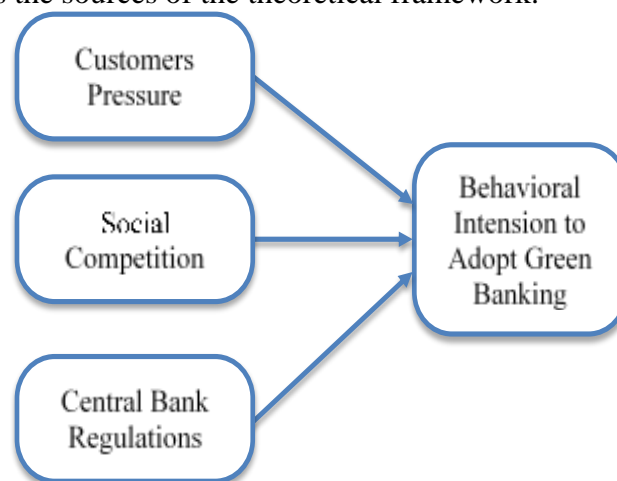 s the sources of the theoretical framework.
Customers
Pressure
Social
Competition
Central Bank
Regulations
Behavioral
Intension to
Adopt Green
Banking